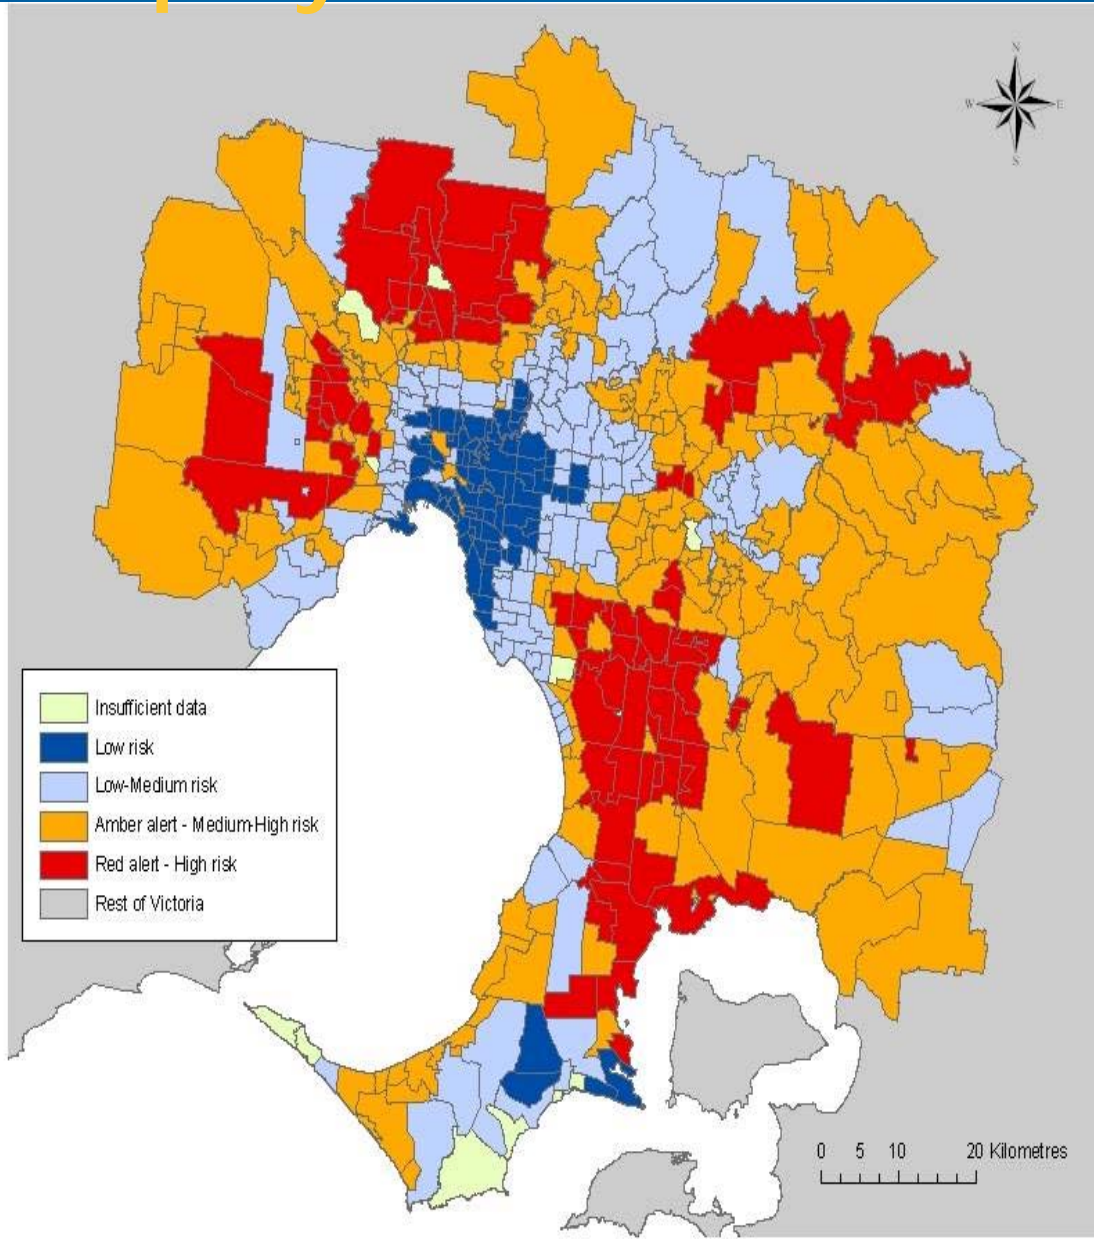 N
W E
S
Insufficient data
Low risk
Low-Medium risk
Amber alert - Medium-High risk
Red alert - High risk
Rest of Victoria
0 5 10 20 Kilometres